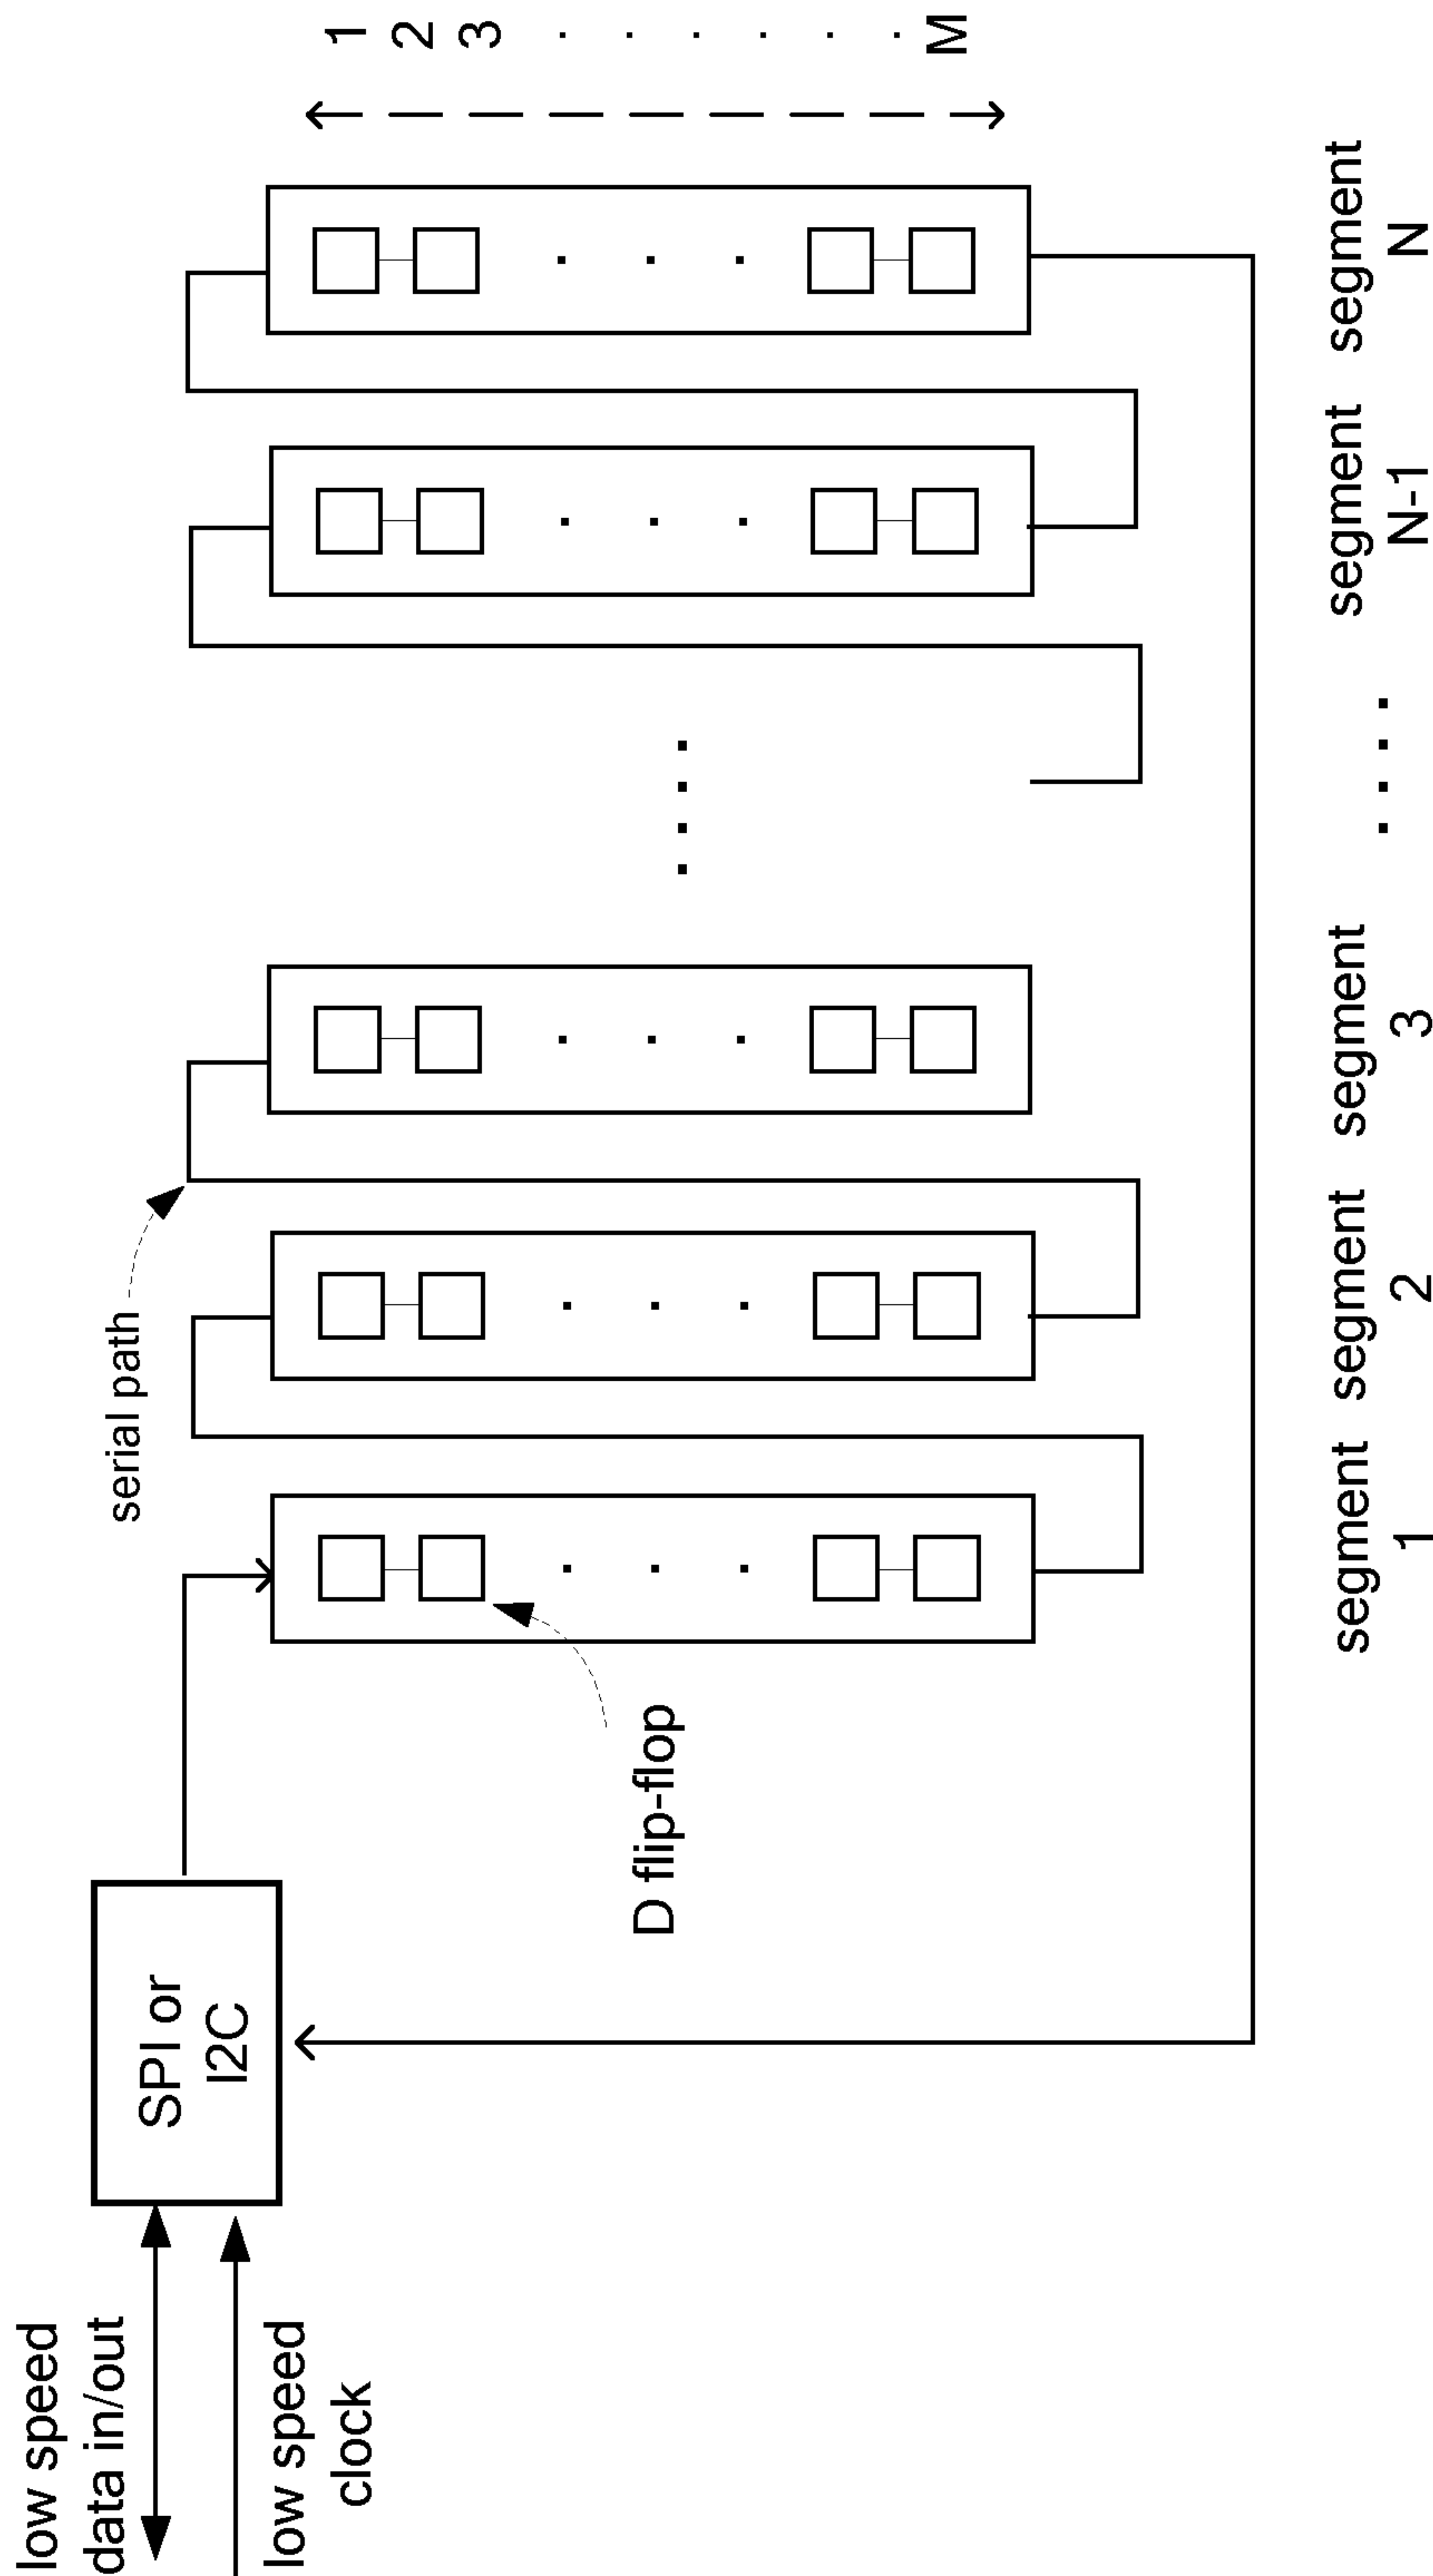 low speed
data in/out
low speed
clock
SPI or
I2C
D flip-flop
serial path
1
2
3
. . . . . .
M
segment
1
segment
2
segment
3
. . . .
segment
N-1
segment
N